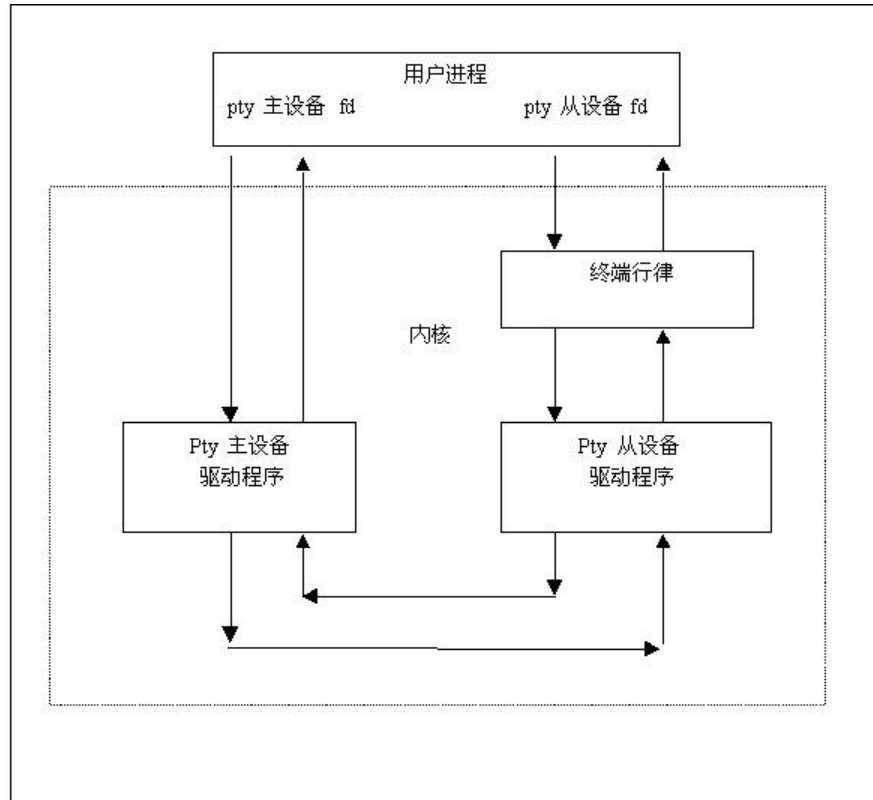 用户进程
pty 主设备 fd
pty 从设备 fd
终端行律
内核
Pty 主设备
驱动程序
Pty 从设备
驱动程序